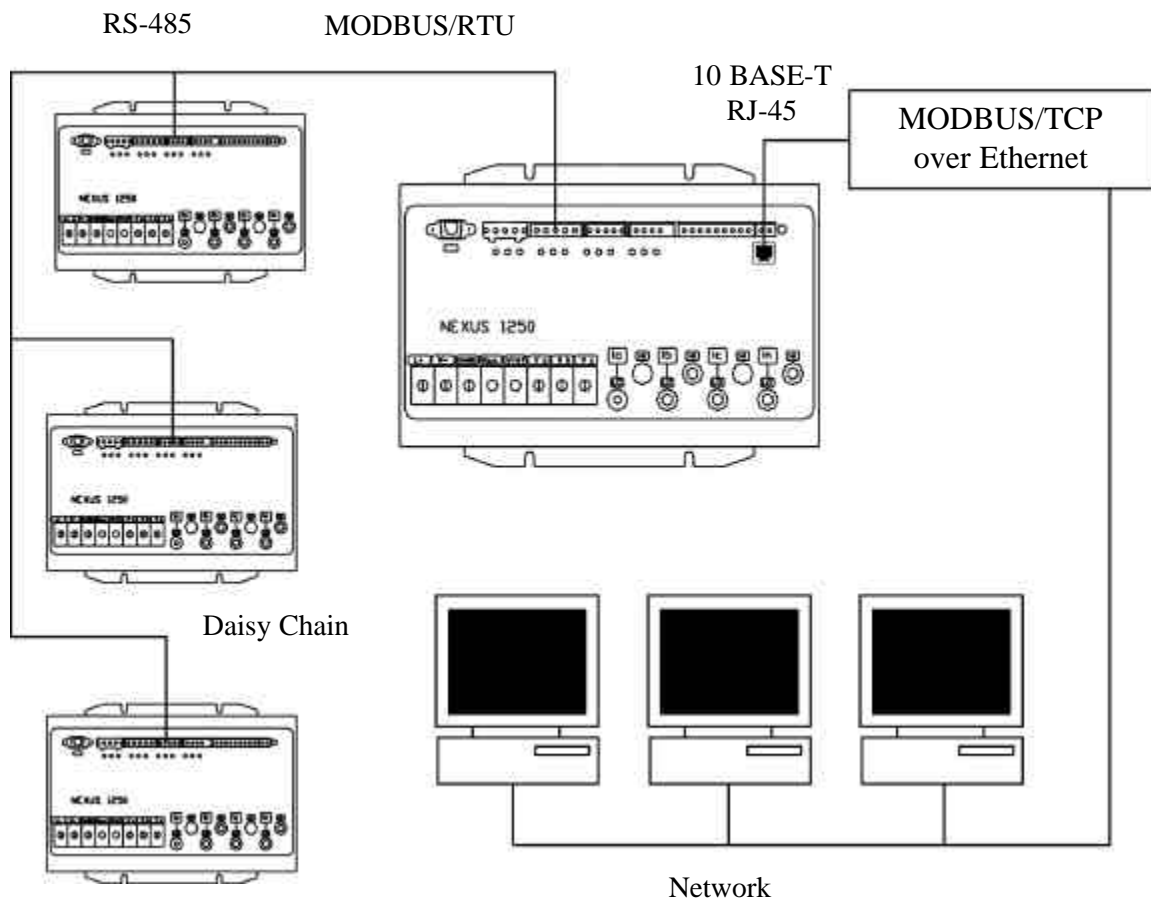 RS-485 MODBUS/RTU
10 BASE-T
RJ-45
MODBUS/TCP
over Ethernet
NEXUS 1250
NEXUS 1250
NEXUS 1250
Daisy Chain
NEXUS 1250
Network